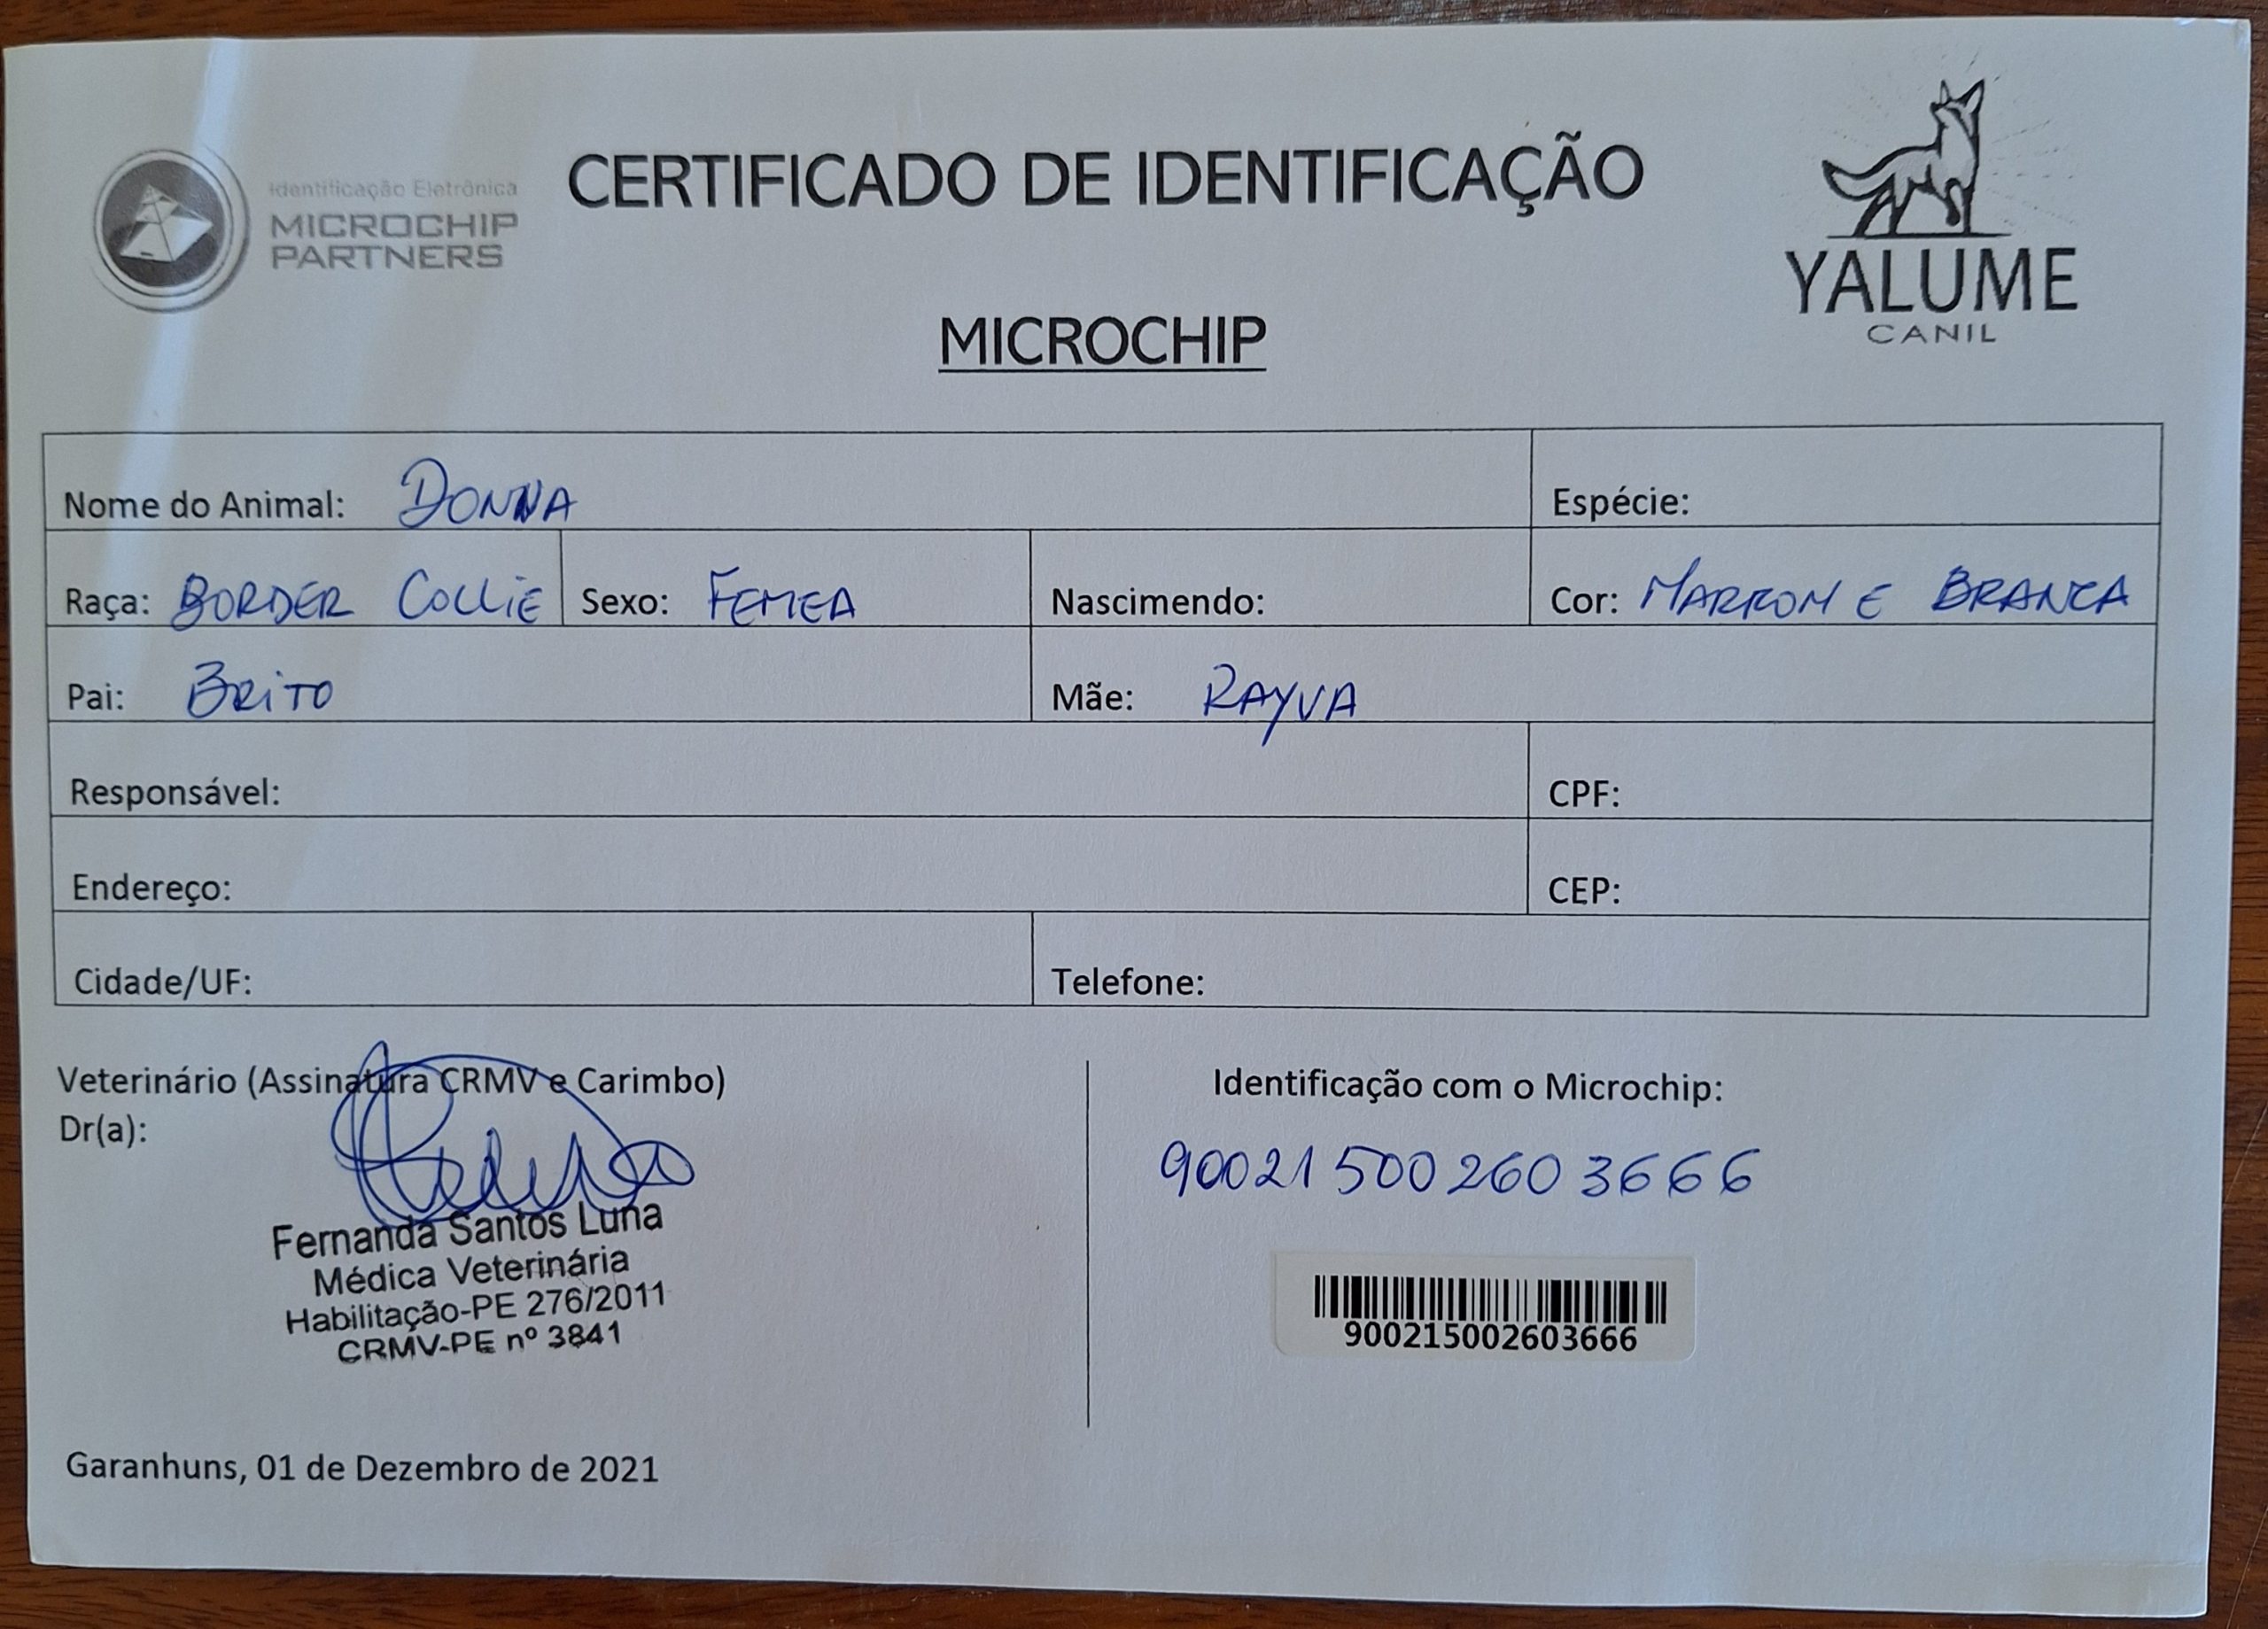 Identificação Eletrônica
MICROCHIP
PARTNERS
CERTIFICADO DE IDENTIFICAÇÃO
YALUME
CANIL
MICROCHIP
Nome do Animal: DONNA Espécie:
Raça: BORDER COLLIE Sexo: FEMEA Nascimendo: Cor: MARROM E BRANCA
Pai: BRITO Mãe: RAYVA
Responsável: CPF:
Endereço: CEP:
Cidade/UF: Telefone:
Veterinário (Assinatura CRMV e Carimbo)
Dr(a):
Fernanda Santos Luna
Médica Veterinária
Habilitação-PE 276/2011
CRMV-PE nº 3841
Identificação com o Microchip:
900215002603666
900215002603666
Garanhuns, 01 de Dezembro de 2021